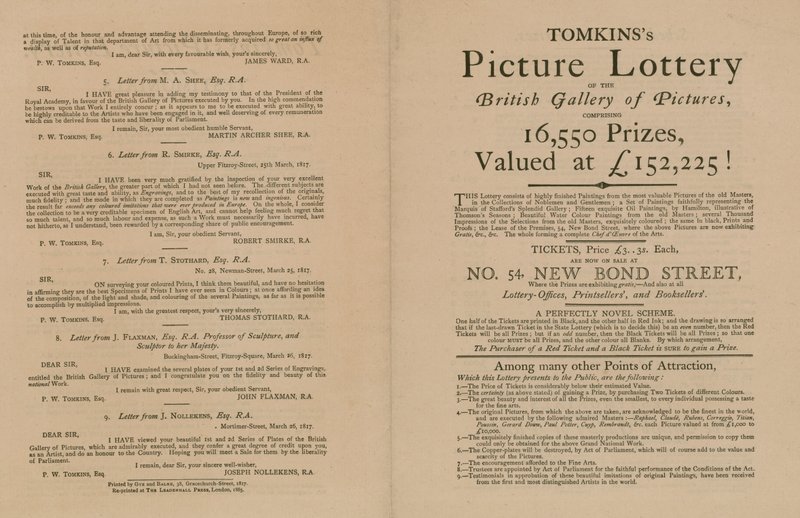 at this time, of the honour and advantage attending the disseminating, throughout Europe, of so rich
a display of Talent in that department of Art from which it has formerly acquired so great an influx of
wealth, as well as of reputation.
I am, dear Sir, with every favourable wish, your's sincerely,
P. W. TOMKINS, Esq. JAMES WARD, R.A.
5. Letter from M. A. SHEE, Esq. R.A.
SIR,
I HAVE great pleasure in adding my testimony to that of the President of the
Royal Academy, in favour of the British Gallery of Pictures executed by you. In the high commendation
he bestows upon that Work I entirely concur; as it appears to me to be executed with great ability, to
be highly creditable to the Artists who have been engaged in it, and well deserving of every remuneration
which can be derived from the taste and liberality of Parliament.
I remain, Sir, your most obedient humble Servant,
P. W. TOMKINS, Esq. MARTIN ARCHER SHEE, R.A.
6. Letter from R. SMIRKE, Esq. R.A.
Upper Fitzroy-Street, 25th March, 1817.
SIR,
I HAVE been very much gratified by the inspection of your very excellent
Work of the British Gallery, the greater part of which I had not seen before. The different subjects are
executed with great taste and ability, as Engravings, and to the best of my recollection of the originals,
much fidelity; and the mode in which they are completed as Paintings is new and ingenious. Certainly
the result far exceeds any coloured imitations that were ever produced in Europe. On the whole, I consider
the collection to be a very creditable specimen of English Art, and cannot help feeling much regret that
so much talent, and so much labour and expense, as such a Work must necessarily have incurred, have
not hitherto, as I understand, been rewarded by a corresponding share of public encouragement.
I am, Sir, your obedient Servant,
P. W. TOMKINS, Esq. ROBERT SMIRKE, RA.
7. Letter from T. STOTHARD, Esq. RA.
No. 28, Newman-Street, March 25, 1817.
SIR,
ON surveying your coloured Prints, I think them beautiful, and have no hesitation
in affirming they are the best Specimens of Prints I have ever seen in Colours; at once affording an idea
of the composition, of the light and shade, and colouring of the several Paintings, as far as it is possible
to accomplish by multiplied impressions.
I am, with the greatest respect, your's very sincerely,
P. W. TOMKINS, Esq. THOMAS STOTHARD, RA.
8. Letter from J. FLAXMAN, Esq. R.A. Professor of Sculpture, and
Sculptor to her Majesty.
Buckingham-Street, Fitzroy-Square, March 26, 1817.
DEAR SIR,
I HAVE examined the several plates of your 1st and 2d Series of Engravings,
entitled the British Gallery of Pictures; and I congratulate you on the fidelity and beauty of this
national Work.
I remain with great respect, Sir, your obedient Servant,
P. W. TOMKINS, Esq. JOHN FLAXMAN, RA.
9. Letter from J. NOLLEKENS, Esq. RA.
Mortimer-Street, March 26, 1817.
DEAR SIR,
I HAVE viewed your beautiful 1st and 2d Series of Plates of the British
Gallery of Pictures, which are admirably executed, and they confer a great degree of credit upon you,
as an Artist, and do an honour to the Country. Hoping you will meet a Sale for them by the liberality
of Parliament.
I remain, dear Sir, your sincere well-wisher,
P. W. TOMKINS, Esq. JOSEPH NOLLEKENS, RA.
Printed by GYE and BALNE, 38, Gracechurch-Street, 1817.
Re-printed at THE LEADENHALL PRESS, London, 1885.
TOMKINS's
Picture Lottery
OF THE
British Gallery of Pictures,
COMPRISING
16,550 Prizes,
Valued at £152,225!
THIS Lottery consists of highly finished Paintings from the most valuable Pictures of the old Masters,
in the Collections of Noblemen and Gentlemen; a Set of Paintings faithfully representing the
Marquis of Stafford's Splendid Gallery; Fifteen exquisite Oil Paintings, by Hamilton, illustrative of
Thomson's Seasons; Beautiful Water Colour Paintings from the old Masters; several Thousand
Impressions of the Selections from the old Masters, exquisitely coloured; the same in black, Prints and
Proofs; the Lease of the Premises, 54, New Bond Street, where the above Pictures are now exhibiting
Gratis, &c., &c. The whole forming a complete Chef d'Œuvre of the Arts.
TICKETS, Price £3..3s. Each,
ARE NOW ON SALE AT
NO. 54, NEW BOND STREET,
Where the Prizes are exhibiting gratis;—And also at all
Lottery-Offices, Printsellers', and Booksellers'.
A PERFECTLY NOVEL SCHEME.
One half of the Tickets are printed in Black, and the other half in Red Ink; and the drawing is so arranged
that if the last-drawn Ticket in the State Lottery (which is to decide this) be an even number, then the Red
Tickets will be all Prizes; but if an odd number, then the Black Tickets will be all Prizes; so that one
colour MUST be all Prizes, and the other colour all Blanks. By which arrangement,
The Purchaser of a Red Ticket and a Black Ticket is SURE to gain a Prize.
Among many other Points of Attraction,
Which this Lottery presents to the Public, are the following:
1.—The Price of Tickets is considerably below their estimated Value.
2.—The certainty (as above stated) of gaining a Prize, by purchasing Two Tickets of different Colours.
3.—The great beauty and interest of all the Prizes, even the smallest, to every individual possessing a taste
for the fine arts.
4.—The original Pictures, from which the above are taken, are acknowledged to be the finest in the world,
and are executed by the following admired Masters:—Raphael, Claude, Rubens, Correggio, Titian,
Poussin, Gerard Douw, Paul Potter, Cuyp, Rembrandt, &c. each Picture valued at from £1,000 to
£10,000.
5.—The exquisitely finished copies of these masterly productions are unique, and permission to copy them
could only be obtained for the above Grand National Work.
6.—The Copper-plates will be destroyed, by Act of Parliament, which will of course add to the value and
scarcity of the Pictures.
7.—The encouragement afforded to the Fine Arts.
8.—Trustees are appointed by Act of Parliament for the faithful performance of the Conditions of the Act.
9.—Testimonials in approbation of these beautiful imitations of original Paintings, have been received
from the first and most distinguished Artists in the world.